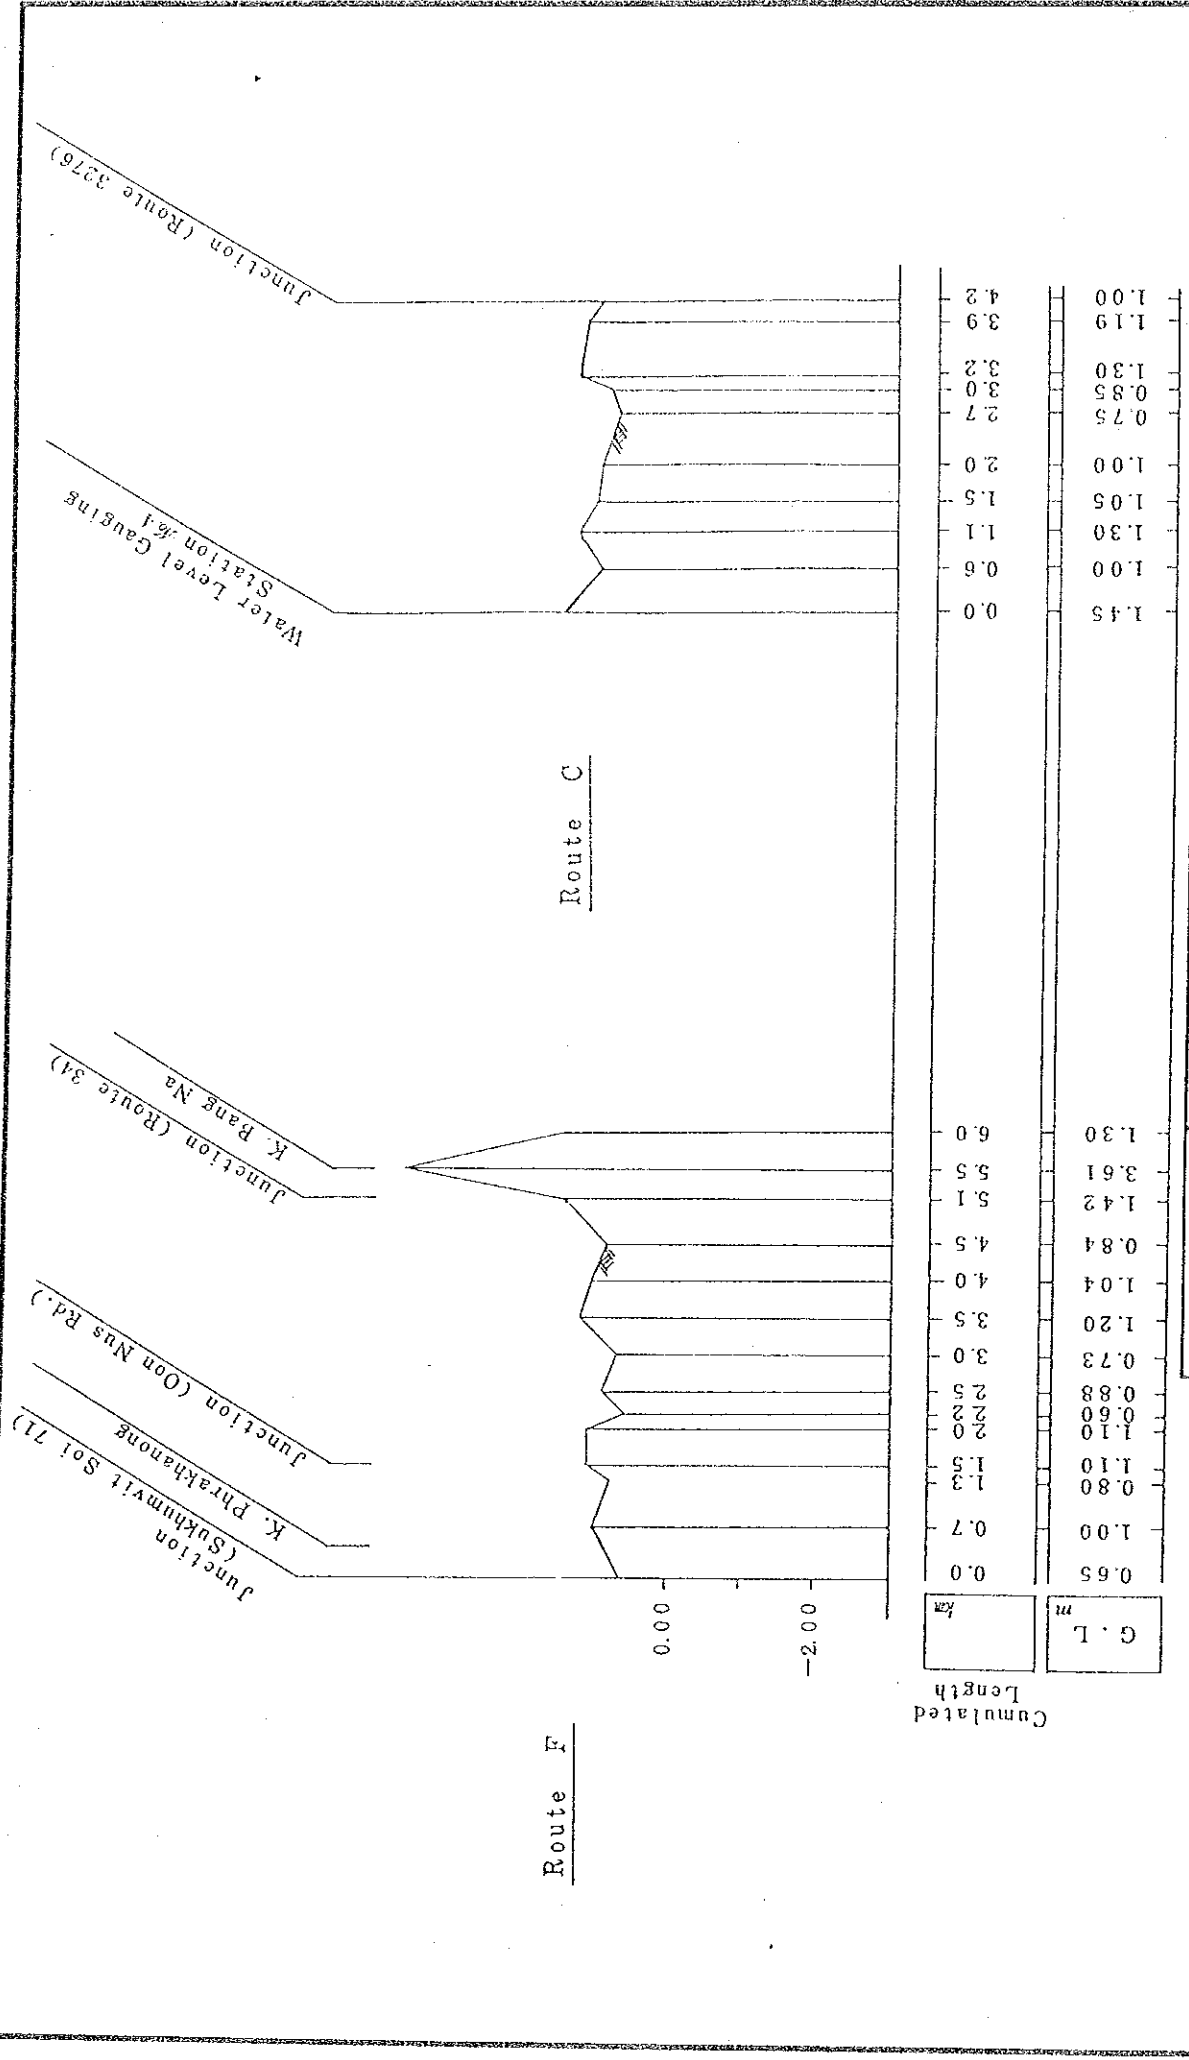 Route F
Junction
(Sukhumvit Soi 71)
K. Phrakhanong
Junction (Oon Nus Rd.)
Junction (Route 34)
K. Bang Na
0.00
-2.00
Cumulated
Length
km
0.0 0.7 1.3 1.5 2.0 2.2 2.5 3.0 3.5 4.0 4.5 5.1 5.5 6.0
G . L
m
0.65 1.00 0.80 1.10 1.10 0.60 0.88 0.73 1.20 1.04 0.84 1.42 3.61 1.30
Route C
Water Level Gauging
Station № 1
Junction (Route 3276)
0.0 0.6 1.1 1.5 2.0 2.7 3.0 3.2 3.9 4.2
1.45 1.00 1.30 1.05 1.00 0.75 0.85 1.30 1.19 1.00